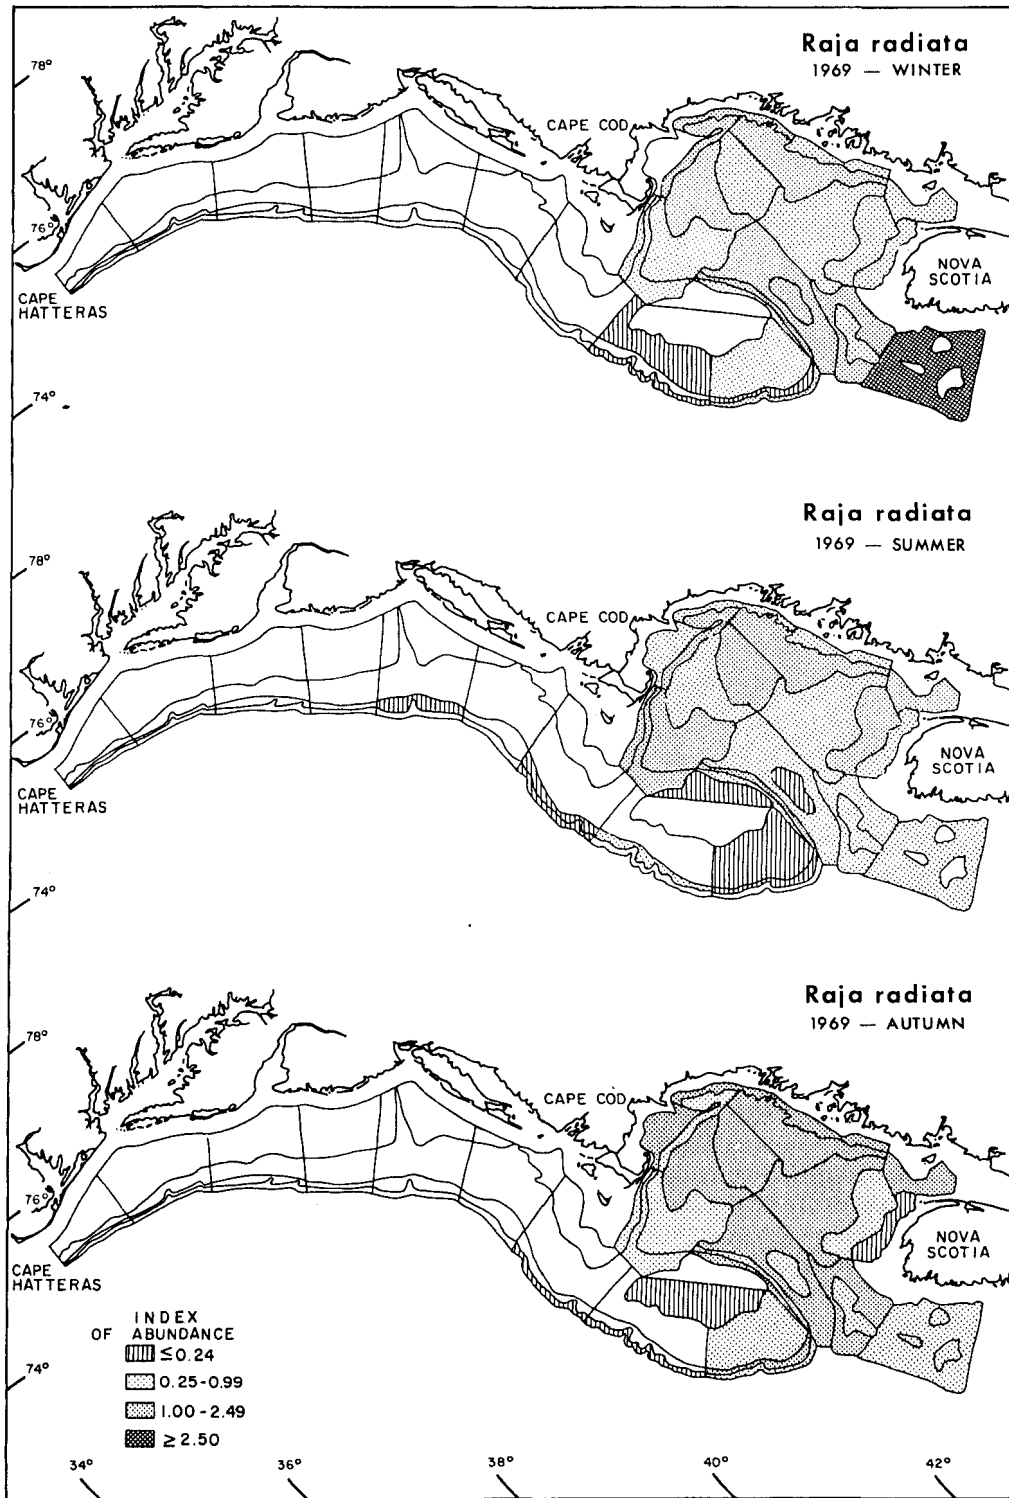 Raja radiata
1969 — WINTER
78°
CAPE COD
76°
NOVA
SCOTIA
CAPE
HATTERAS
74°
Raja radiata
1969 — SUMMER
78°
CAPE COD
76°
NOVA
SCOTIA
CAPE
HATTERAS
74°
Raja radiata
1969 — AUTUMN
78°
CAPE COD
76°
NOVA
SCOTIA
CAPE
HATTERAS
INDEX
OF ABUNDANCE
≤0.24
74°
0.25-0.99
1.00-2.49
≥2.50
34° 36° 38° 40° 42°